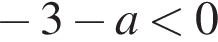 − 3 − a < 0